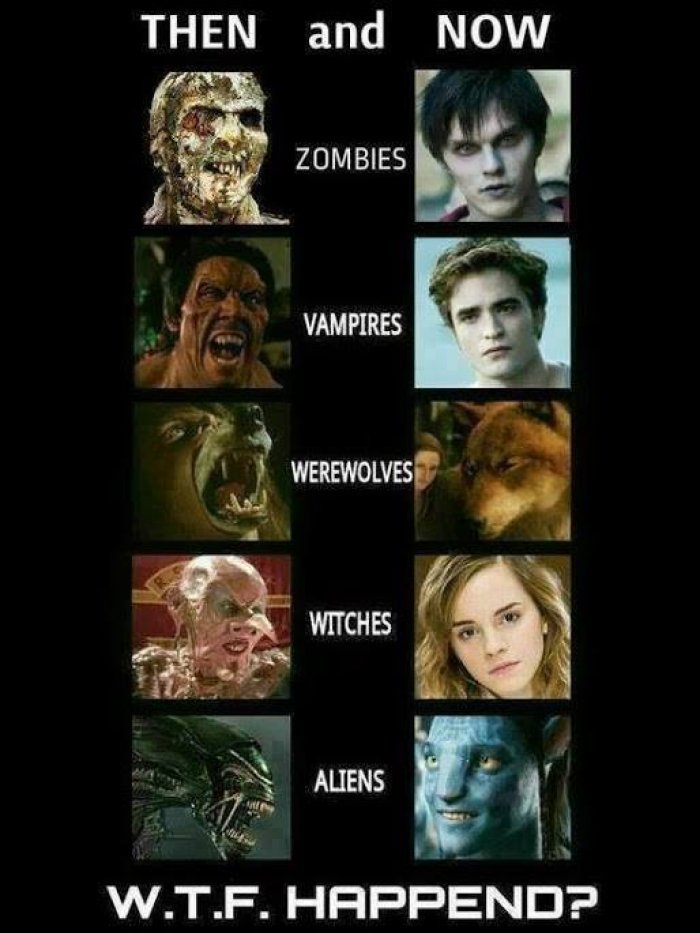 THEN and NOW
ZOMBIES
VAMPIRES
WEREWOLVES
WITCHES
ALIENS
W.T.F. HAPPEND?